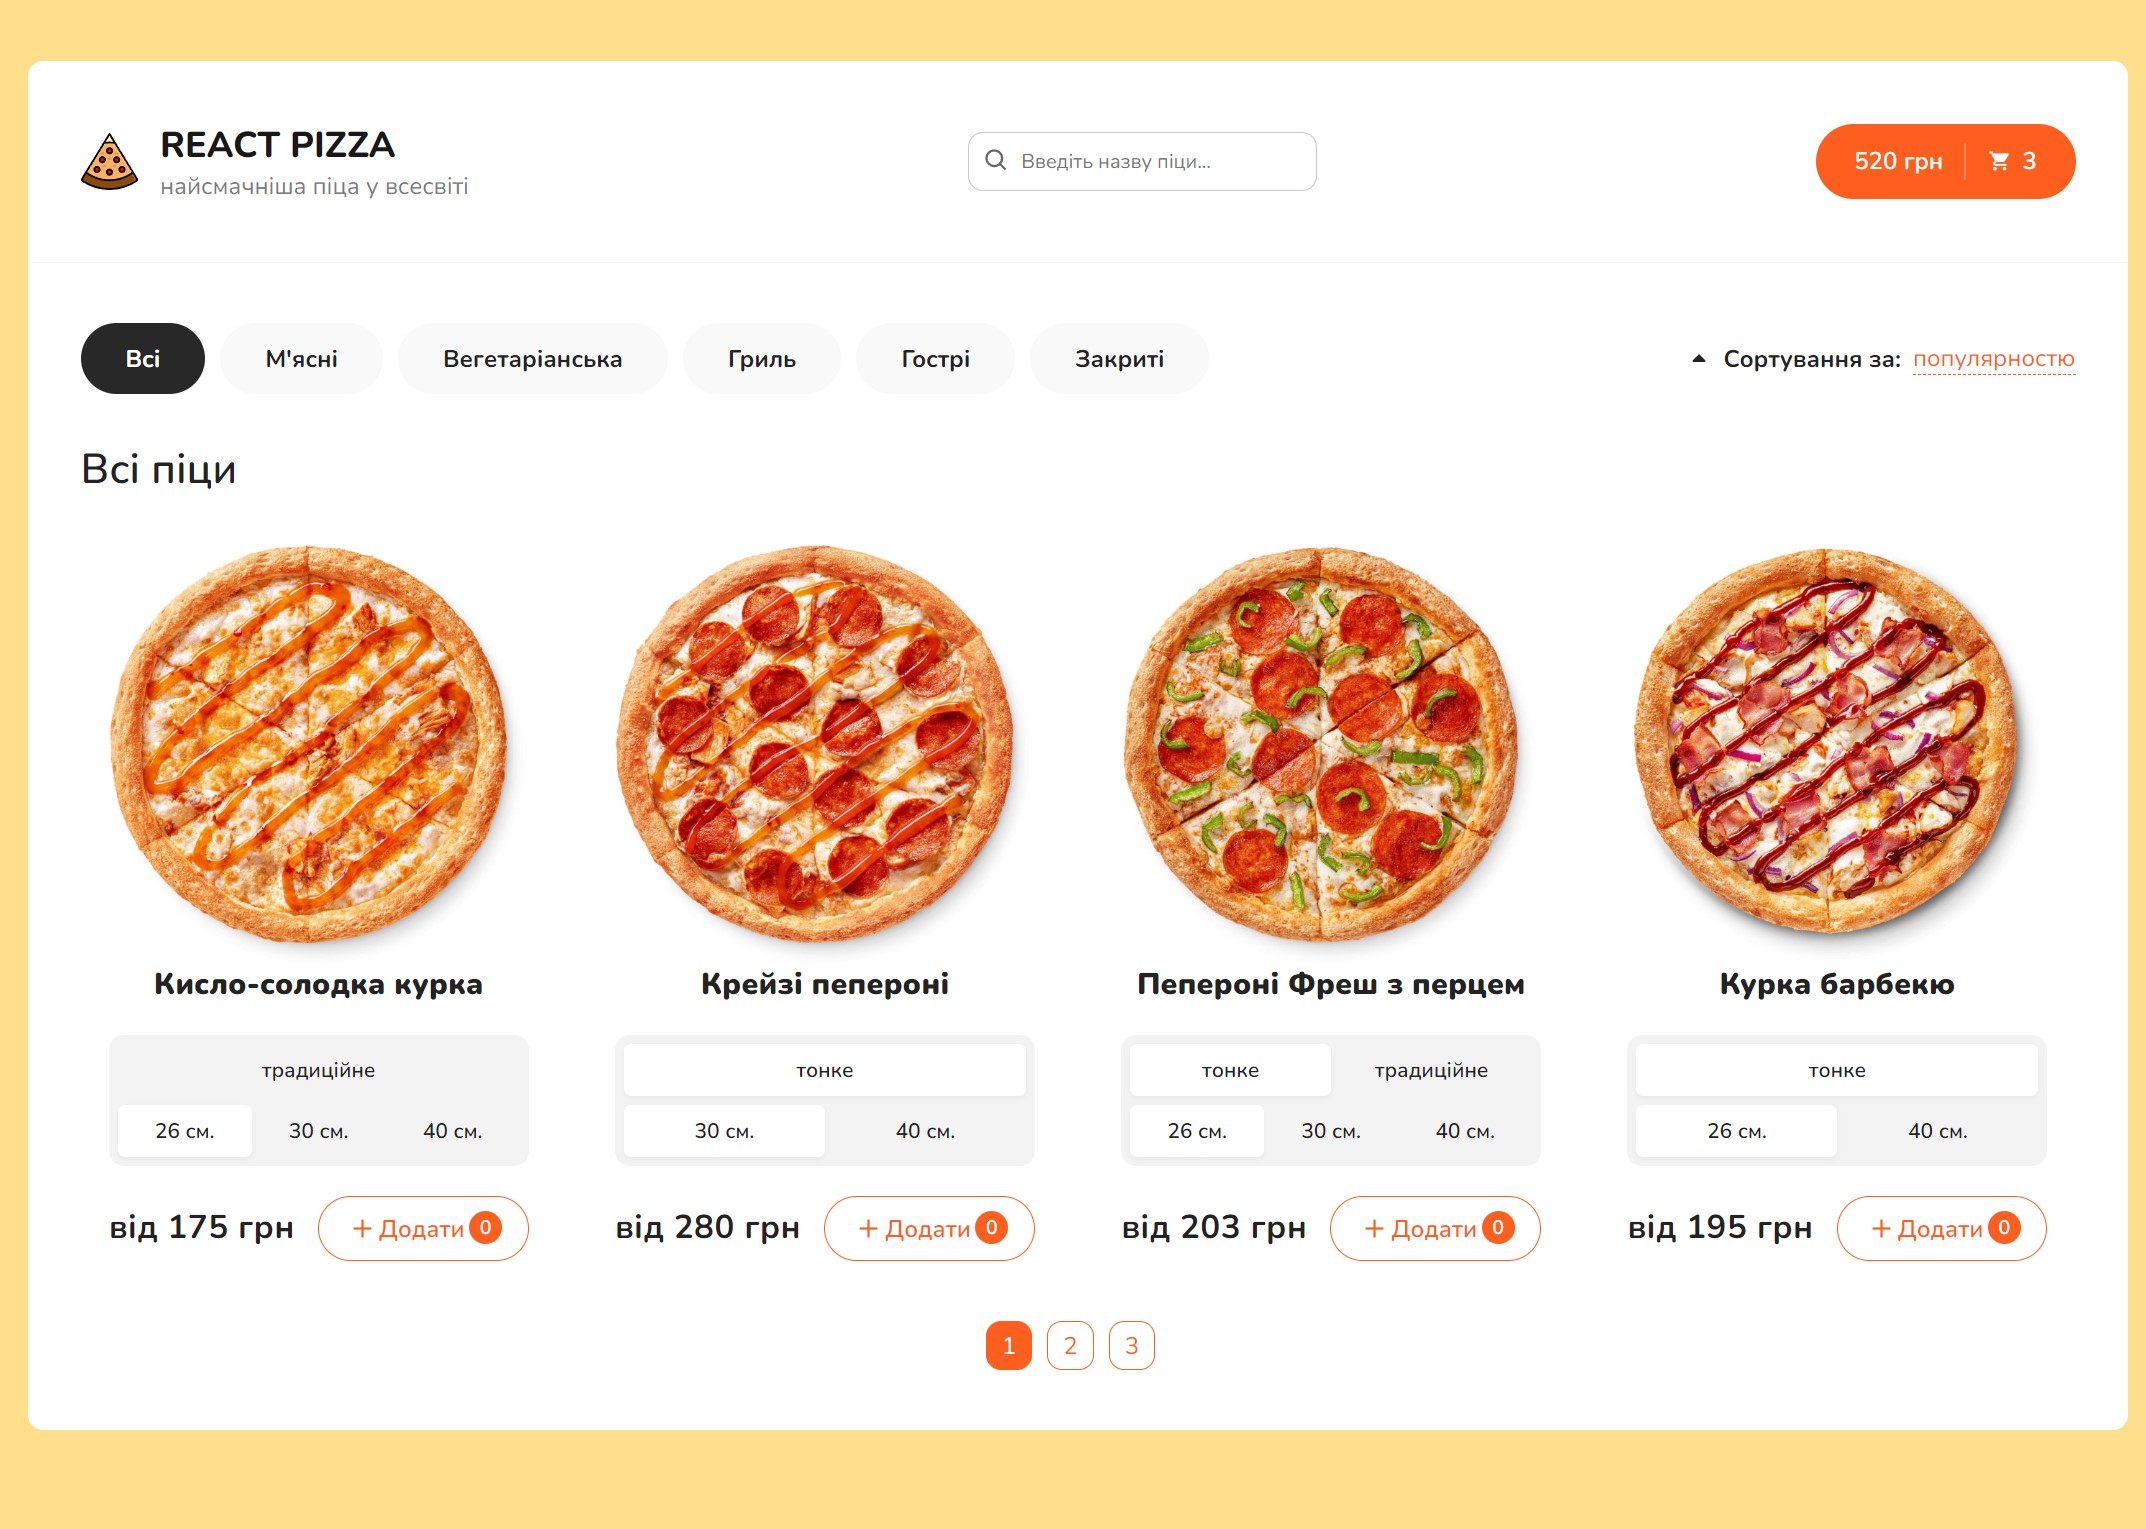 REACT PIZZA
найсмачніша піца у всесвіті
Введіть назву піци...
520 грн 3
Всі М'ясні Вегетаріанська Гриль Гострі Закриті Сортування за: популярностю
Всі піци
Кисло-солодка курка
традиційне
26 см. 30 см. 40 см.
від 175 грн + Додати 0
Крейзі пепероні
тонке
30 см. 40 см.
від 280 грн + Додати 0
Пепероні Фреш з перцем
тонке традиційне
26 см. 30 см. 40 см.
від 203 грн + Додати 0
Курка барбекю
тонке
26 см. 40 см.
від 195 грн + Додати 0
1 2 3